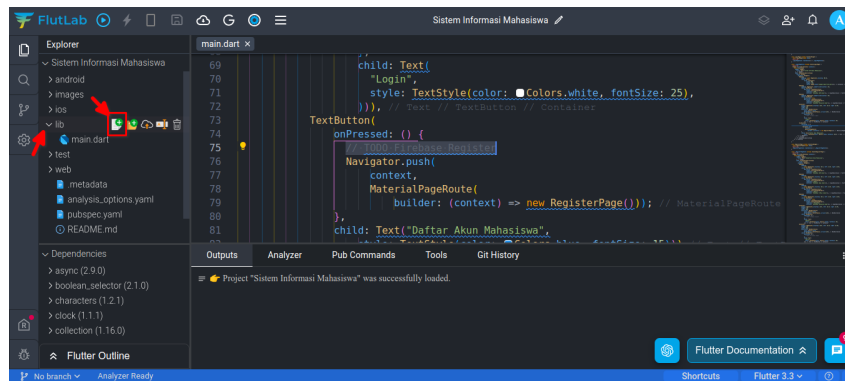 FlutLab
Sistem Informasi Mahasiswa
Explorer
Sistem Informasi Mahasiswa
android
images
ios
lib
main.dart
test
web
.metadata
analysis_options.yaml
pubspec.yaml
README.md
Dependencies
async (2.9.0)
boolean_selector (2.1.0)
characters (1.2.1)
clock (1.1.1)
collection (1.16.0)
Flutter Outline
main.dart ×
69 child: Text(
70 "Login",
71 style: TextStyle(color: Colors.white, fontSize: 25),
72 ))), // Text // TextButton // Container
73 TextButton(
74 onPressed: () {
75 // TODO Firebase Register
76 Navigator.push(
77 context,
78 MaterialPageRoute(
79 builder: (context) => new RegisterPage())); // MaterialPageRoute
80 },
81 child: Text("Daftar Akun Mahasiswa",
Outputs Analyzer Pub Commands Tools Git History
Project "Sistem Informasi Mahasiswa" was successfully loaded.
Flutter Documentation
No branch Analyzer Ready Shortcuts Flutter 3.3